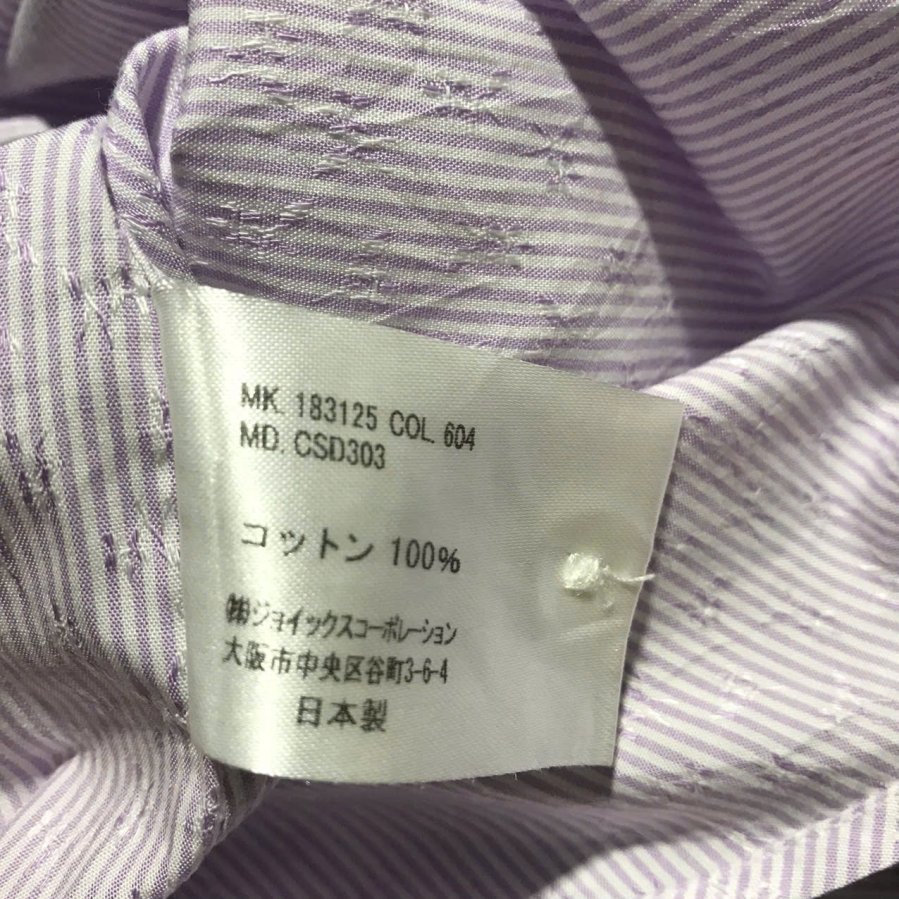 MK. 183125 COL. 604
MD. CSD303
コットン 100%
㈱ジョイックスコーポレーション
大阪市中央区谷町3-6-4
日本製